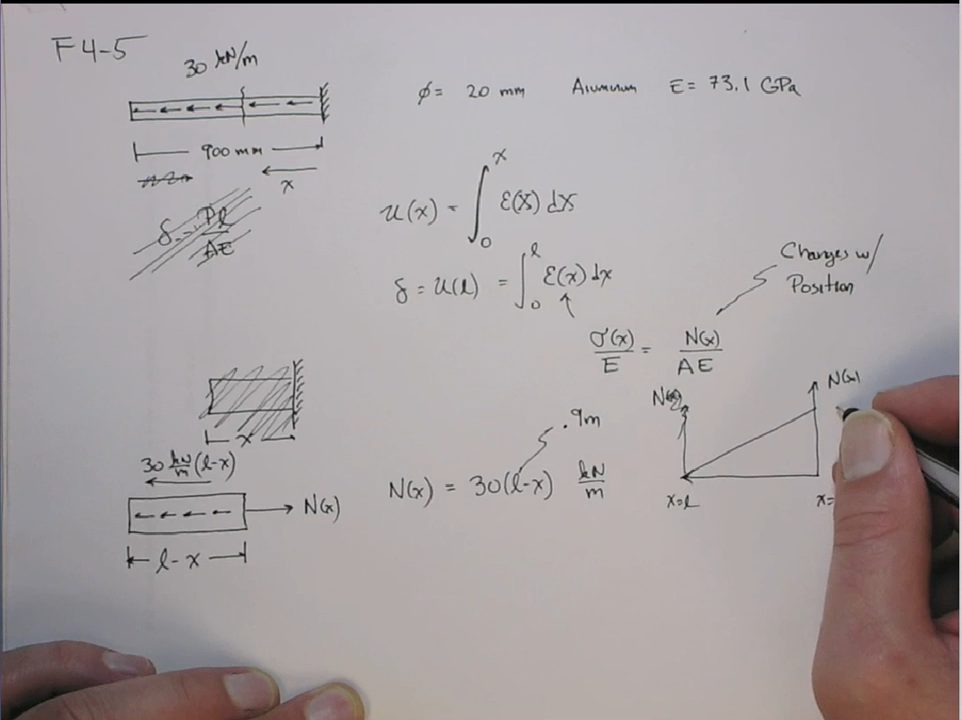 F4-5
30 kN/m
φ = 20 mm Aluminum E = 73.1 GPa
900 mm
x
δ = Pl/AE
u(x) = ∫₀ˣ ε(x) dx
δ = u(l) = ∫₀ˡ ε(x) dx
Changes w/
Position
σ(x)/E = N(x)/AE
x
30 kN/m (l-x)
N(x)
l-x
.9m
N(x) = 30(l-x) kN/m
N(x)
x=l
x=